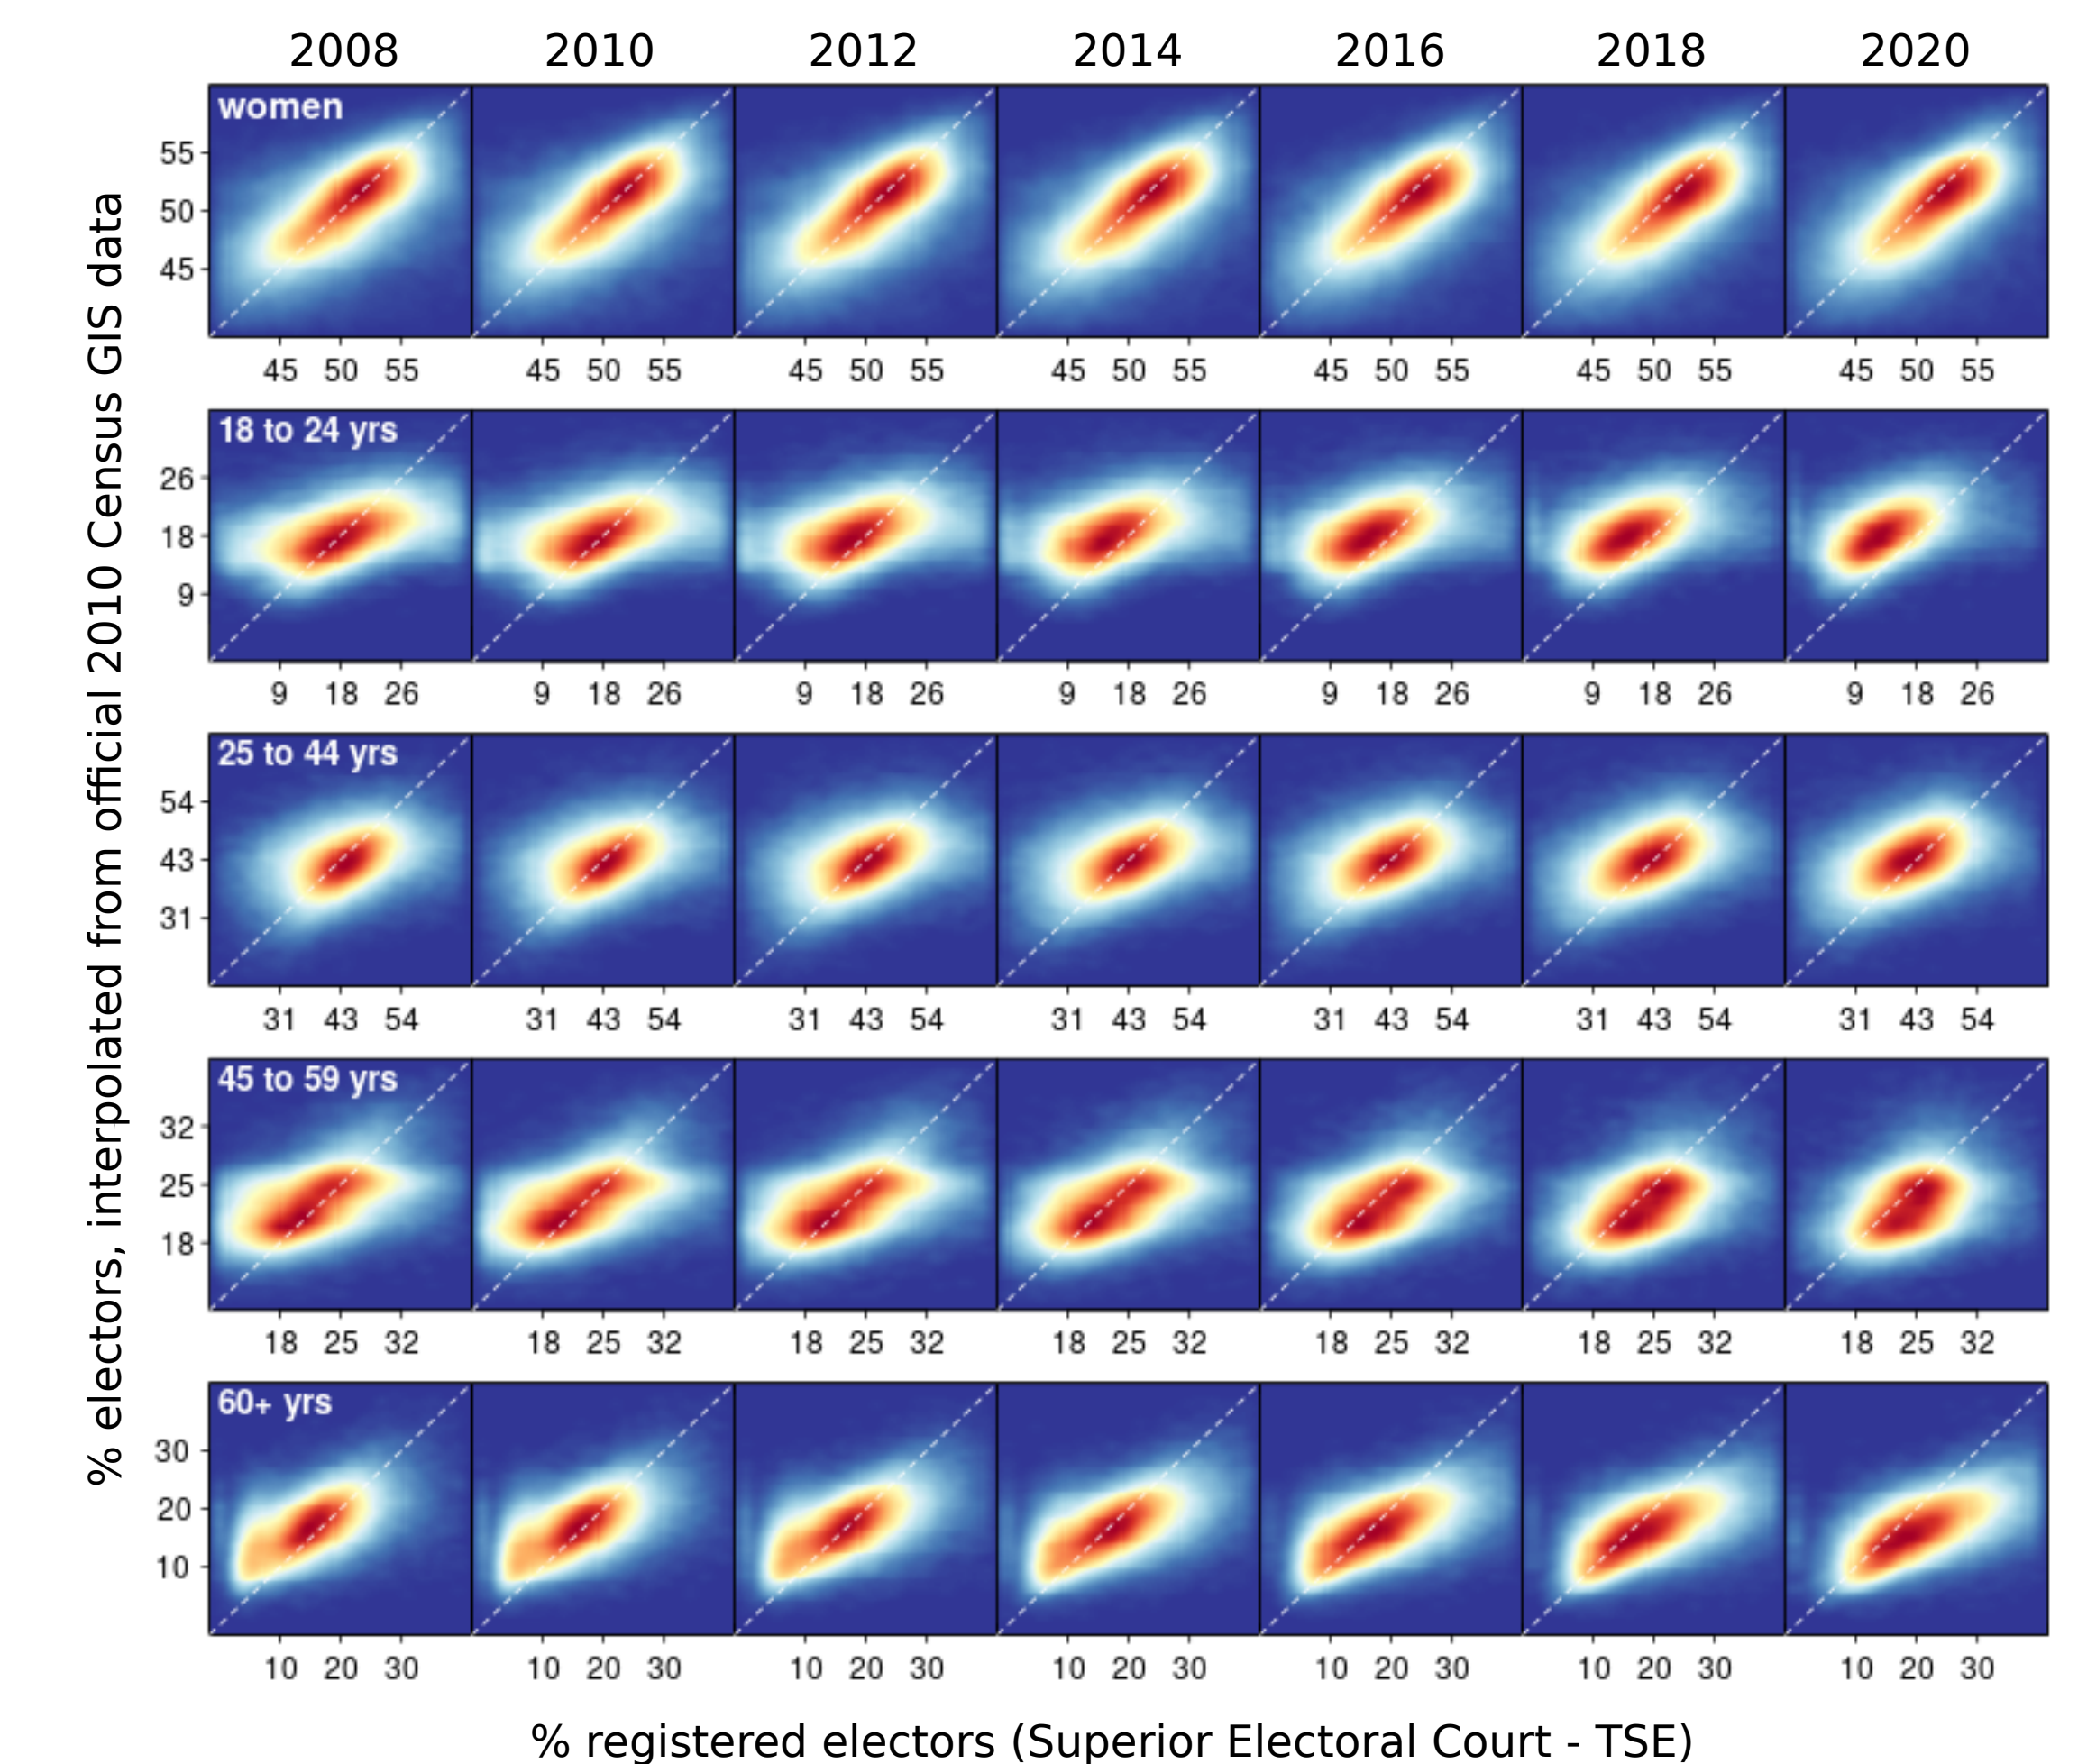 2008 2010 2012 2014 2016 2018 2020
% electors, interpolated from official 2010 Census GIS data
women
55
50
45
45 50 55 45 50 55 45 50 55 45 50 55 45 50 55 45 50 55 45 50 55
18 to 24 yrs
26
18
9
9 18 26 9 18 26 9 18 26 9 18 26 9 18 26 9 18 26 9 18 26
25 to 44 yrs
54
43
31
31 43 54 31 43 54 31 43 54 31 43 54 31 43 54 31 43 54 31 43 54
45 to 59 yrs
32
25
18
18 25 32 18 25 32 18 25 32 18 25 32 18 25 32 18 25 32 18 25 32
60+ yrs
30
20
10
10 20 30 10 20 30 10 20 30 10 20 30 10 20 30 10 20 30 10 20 30
% registered electors (Superior Electoral Court - TSE)